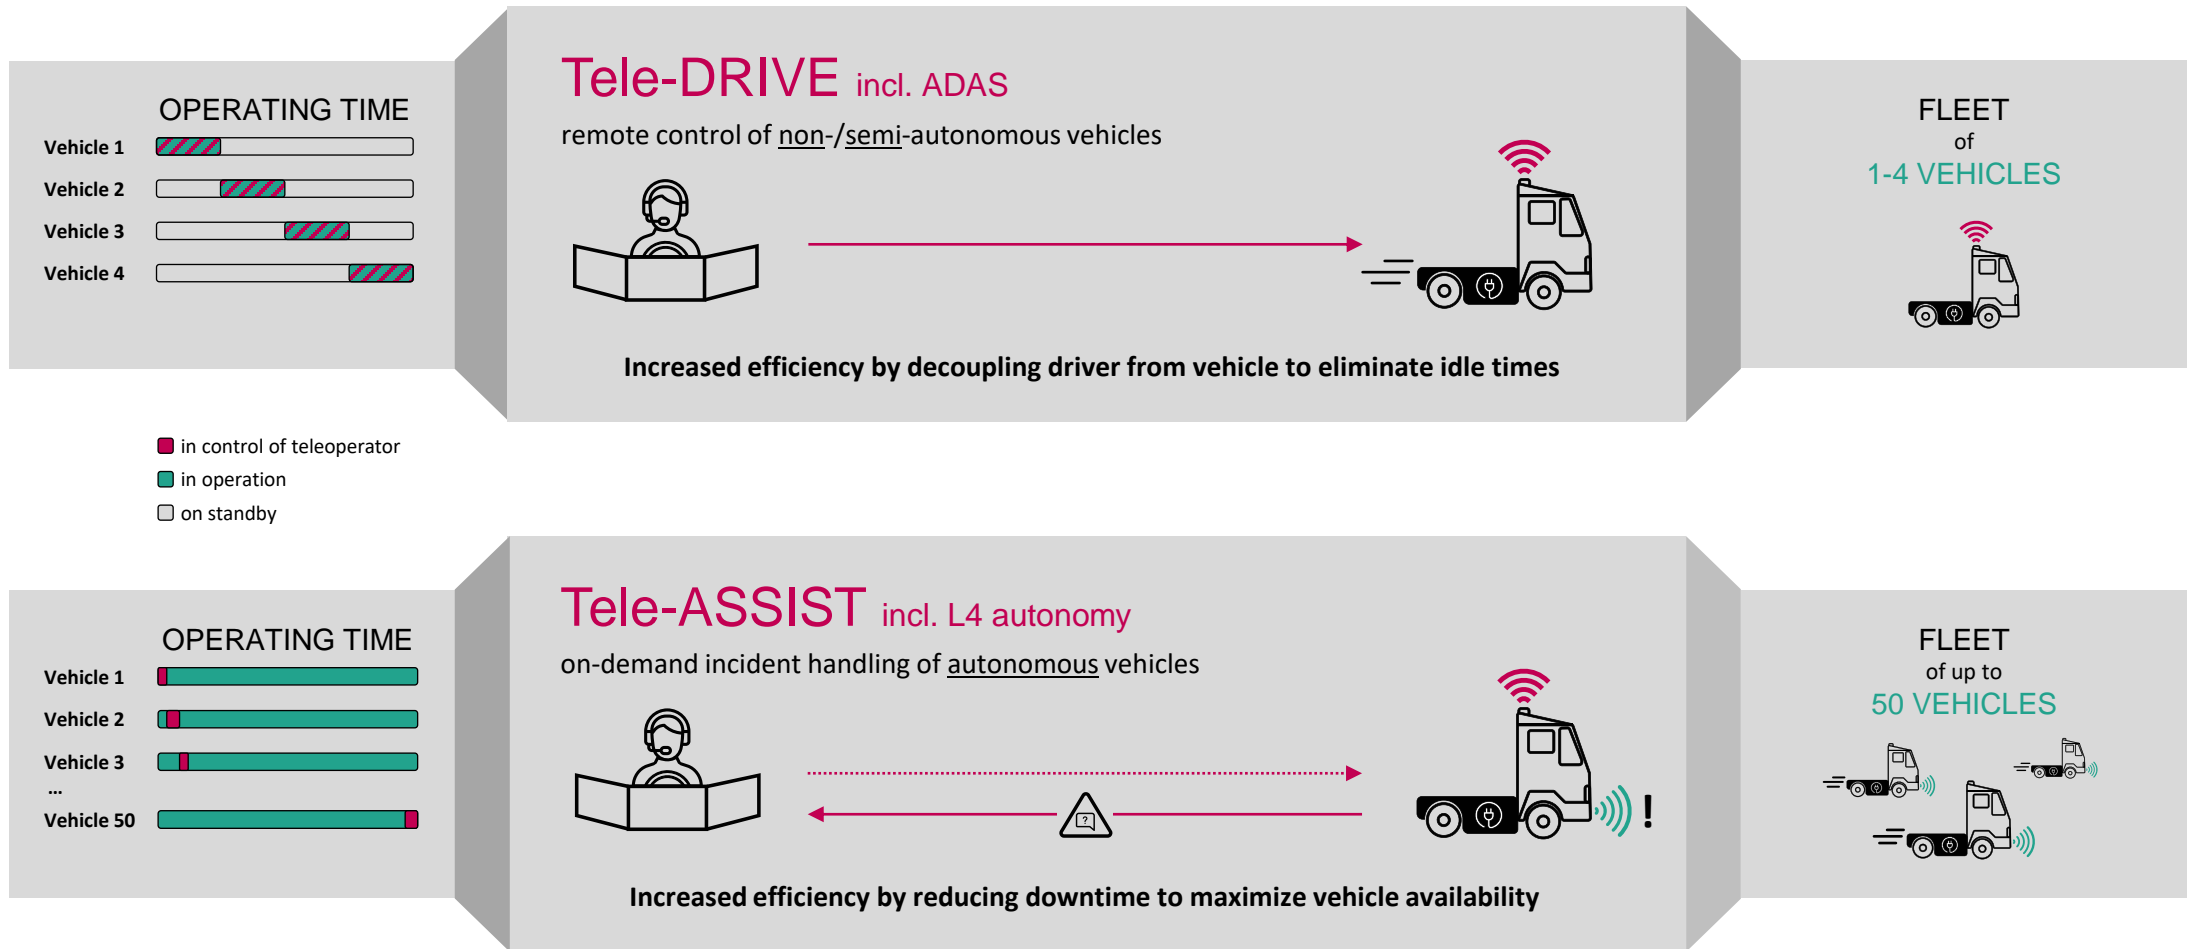 OPERATING TIME
Vehicle 1
Vehicle 2
Vehicle 3
Vehicle 4
Tele-DRIVE incl. ADAS
remote control of non-/semi-autonomous vehicles
Increased efficiency by decoupling driver from vehicle to eliminate idle times
FLEET
of
1-4 VEHICLES
in control of teleoperator
in operation
on standby
OPERATING TIME
Vehicle 1
Vehicle 2
Vehicle 3
...
Vehicle 50
Tele-ASSIST incl. L4 autonomy
on-demand incident handling of autonomous vehicles
?
!
Increased efficiency by reducing downtime to maximize vehicle availability
FLEET
of up to
50 VEHICLES